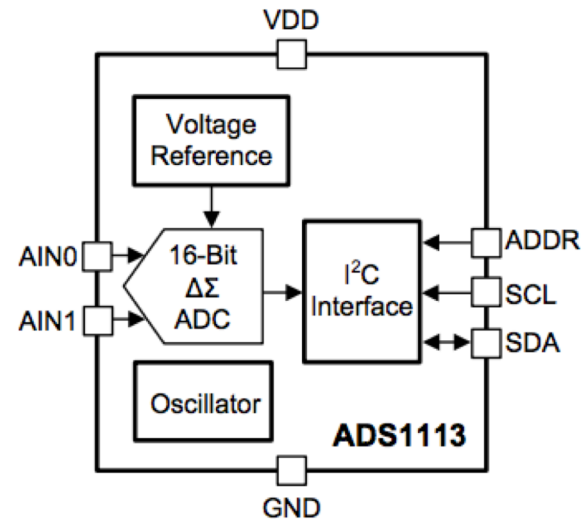 VDD
Voltage
Reference
AIN0
AIN1
16-Bit
ΔΣ
ADC
I²C
Interface
ADDR
SCL
SDA
Oscillator
ADS1113
GND